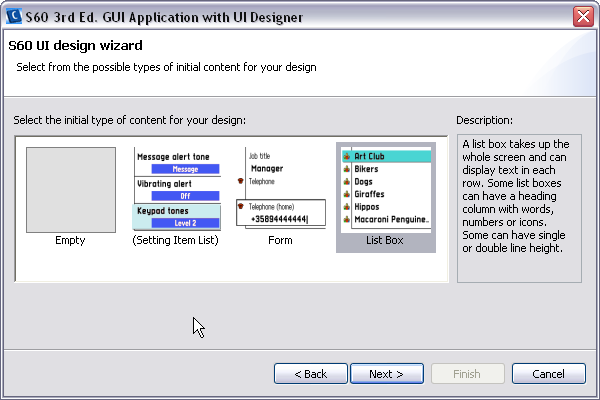 S60 3rd Ed. GUI Application with UI Designer
S60 UI design wizard
Select from the possible types of initial content for your design
Select the initial type of content for your design:
Empty
Message alert tone
Message
Vibrating alert
Off
Keypad tones
Level 2
(Setting Item List)
Job title
Manager
Telephone
Telephone (home)
+35894444444
Form
Art Club
Bikers
Dogs
Giraffes
Hippos
Macaroni Penguine..
List Box
Description:
A list box takes up the
whole screen and can
display text in each
row. Some list boxes
can have a heading
column with words,
numbers or icons.
Some can have single
or double line height.
< Back
Next >
Finish
Cancel